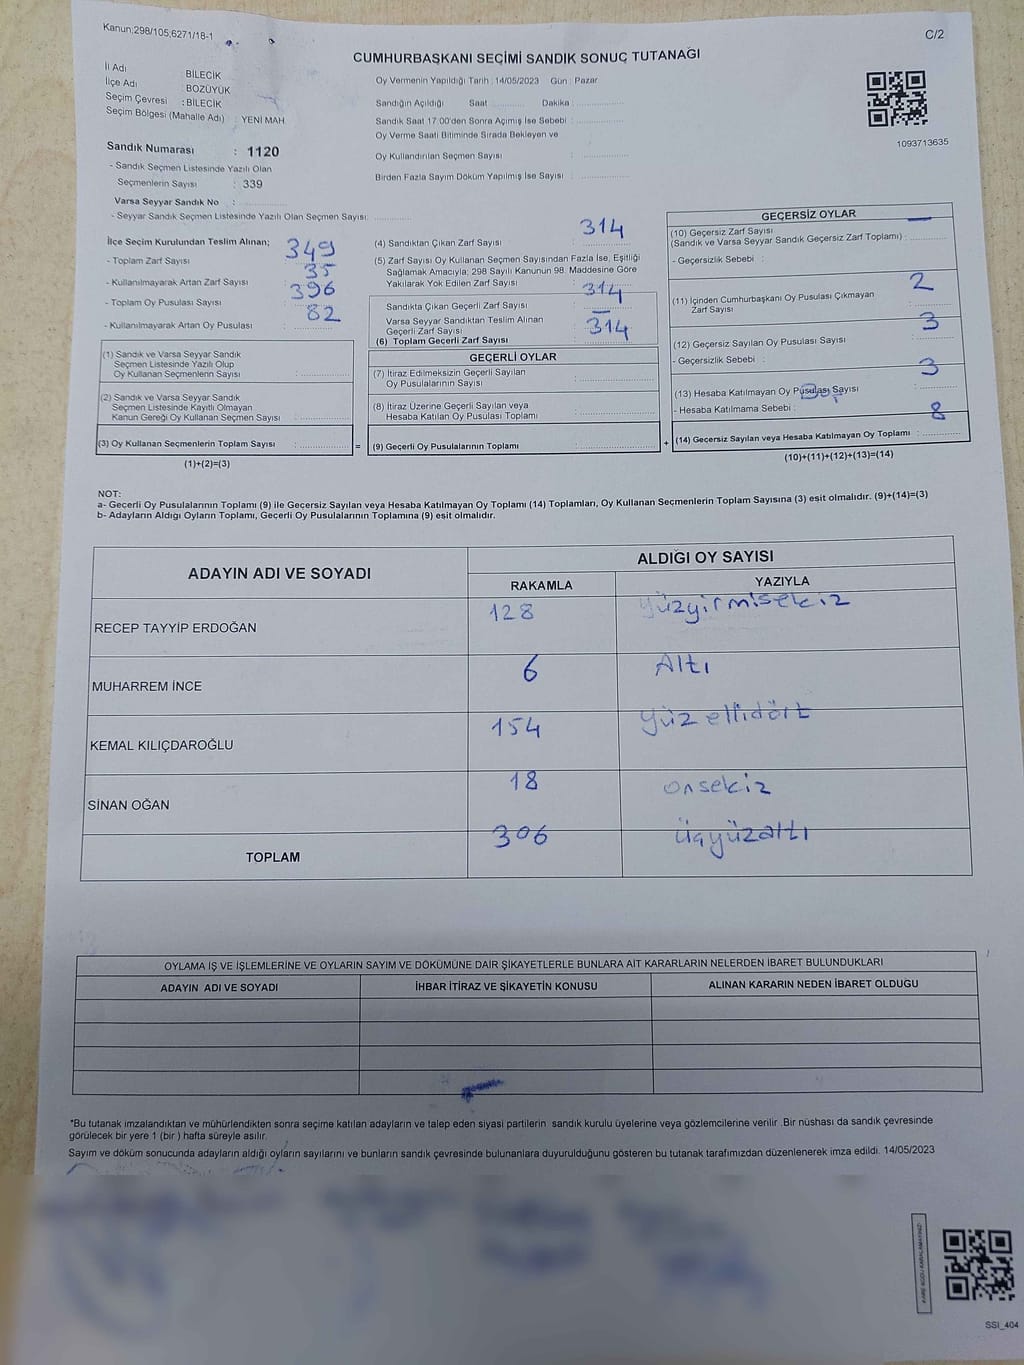 Kanun;298/105,6271/18-1
C/2
CUMHURBAŞKANI SEÇİMİ SANDIK SONUÇ TUTANAĞI
İl Adı : BİLECİK
İlçe Adı : BOZÜYÜK
Seçim Çevresi : BİLECİK
Seçim Bölgesi (Mahalle Adı) : YENİ MAH
Oy Vermenin Yapıldığı Tarih : 14/05/2023 Gün : Pazar
Sandığın Açıldığı Saat Dakika
Sandık Saat 17.00'den Sonra Açımış İse Sebebi :
Oy Verme Saati Bitiminde Sırada Bekleyen ve
Oy Kullandırılan Seçmen Sayısı :
Birden Fazla Sayım Döküm Yapılmış İse Sayısı :
1093713635
Sandık Numarası : 1120
- Sandık Seçmen Listesinde Yazılı Olan
Seçmenlerin Sayısı : 339
Varsa Seyyar Sandık No :
- Seyyar Sandık Seçmen Listesinde Yazılı Olan Seçmen Sayısı:
İlçe Seçim Kurulundan Teslim Alınan;
- Toplam Zarf Sayısı : 349
- Kullanılmayarak Artan Zarf Sayısı : 35
- Toplam Oy Pusulası Sayısı : 396
- Kullanılmayarak Artan Oy Pusulası : 82
(1) Sandık ve Varsa Seyyar Sandık
Seçmen Listesinde Yazılı Olup
Oy Kullanan Seçmenlerin Sayısı :
(2) Sandık ve Varsa Seyyar Sandık
Seçmen Listesinde Kayıtlı Olmayan
Kanun Gereği Oy Kullanan Seçmen Sayısı :
(3) Oy Kullanan Seçmenlerin Toplam Sayısı : =
(1)+(2)=(3)
(4) Sandıktan Çıkan Zarf Sayısı : 314
(5) Zarf Sayısı Oy Kullanan Seçmen Sayısından Fazla İse, Eşitliği
Sağlamak Amacıyla; 298 Sayılı Kanunun 98. Maddesine Göre
Yakılarak Yok Edilen Zarf Sayısı :
Sandıkta Çıkan Geçerli Zarf Sayısı : 314
Varsa Seyyar Sandıktan Teslim Alınan
Geçerli Zarf Sayısı : —
(6) Toplam Geçerli Zarf Sayısı : 314
GEÇERLİ OYLAR
(7) İtiraz Edilmeksizin Geçerli Sayılan
Oy Pusulalarının Sayısı :
(8) İtiraz Üzerine Geçerli Sayılan veya
Hesaba Katılan Oy Pusulası Toplamı :
(9) Geçerli Oy Pusulalarının Toplamı : +
GEÇERSİZ OYLAR
(10) Geçersiz Zarf Sayısı
(Sandık ve Varsa Seyyar Sandık Geçersiz Zarf Toplamı) : —
- Geçersizlik Sebebi :
(11) İçinden Cumhurbaşkanı Oy Pusulası Çıkmayan
Zarf Sayısı : 2
(12) Geçersiz Sayılan Oy Pusulası Sayısı : 3
- Geçersizlik Sebebi :
(13) Hesaba Katılmayan Oy Pusulası Sayısı : 3
- Hesaba Katılmama Sebebi :
(14) Geçersiz Sayılan veya Hesaba Katılmayan Oy Toplamı : 8
(10)+(11)+(12)+(13)=(14)
NOT:
a- Geçerli Oy Pusulalarının Toplamı (9) ile Geçersiz Sayılan veya Hesaba Katılmayan Oy Toplamı (14) Toplamları, Oy Kullanan Seçmenlerin Toplam Sayısına (3) eşit olmalıdır. (9)+(14)=(3)
b- Adayların Aldığı Oyların Toplamı, Geçerli Oy Pusulalarının Toplamına (9) eşit olmalıdır.
ADAYIN ADI VE SOYADI
ALDIĞI OY SAYISI
RAKAMLA YAZIYLA
RECEP TAYYİP ERDOĞAN 128 yüzyirmisekiz
MUHARREM İNCE 6 Altı
KEMAL KILIÇDAROĞLU 154 yüz ellidört
SİNAN OĞAN 18 onsekiz
TOPLAM 306 üçyüzaltı
OYLAMA İŞ VE İŞLEMLERİNE VE OYLARIN SAYIM VE DÖKÜMÜNE DAİR ŞİKAYETLERLE BUNLARA AİT KARARLARIN NELERDEN İBARET BULUNDUKLARI
ADAYIN ADI VE SOYADI İHBAR İTİRAZ VE ŞİKAYETİN KONUSU ALINAN KARARIN NEDEN İBARET OLDUĞU
*Bu tutanak imzalandıktan ve mühürlendikten sonra seçime katılan adayların ve talep eden siyasi partilerin sandık kurulu üyelerine veya gözlemcilerine verilir .Bir nüshası da sandık çevresinde
görülecek bir yere 1 (bir ) hafta süreyle asılır.
Sayım ve döküm sonucunda adayların aldığı oyların sayılarını ve bunların sandık çevresinde bulunanlara duyurulduğunu gösteren bu tutanak tarafımızdan düzenlenerek imza edildi. 14/05/2023
KARE KODU KARALAMAYINIZ!
SSI_404